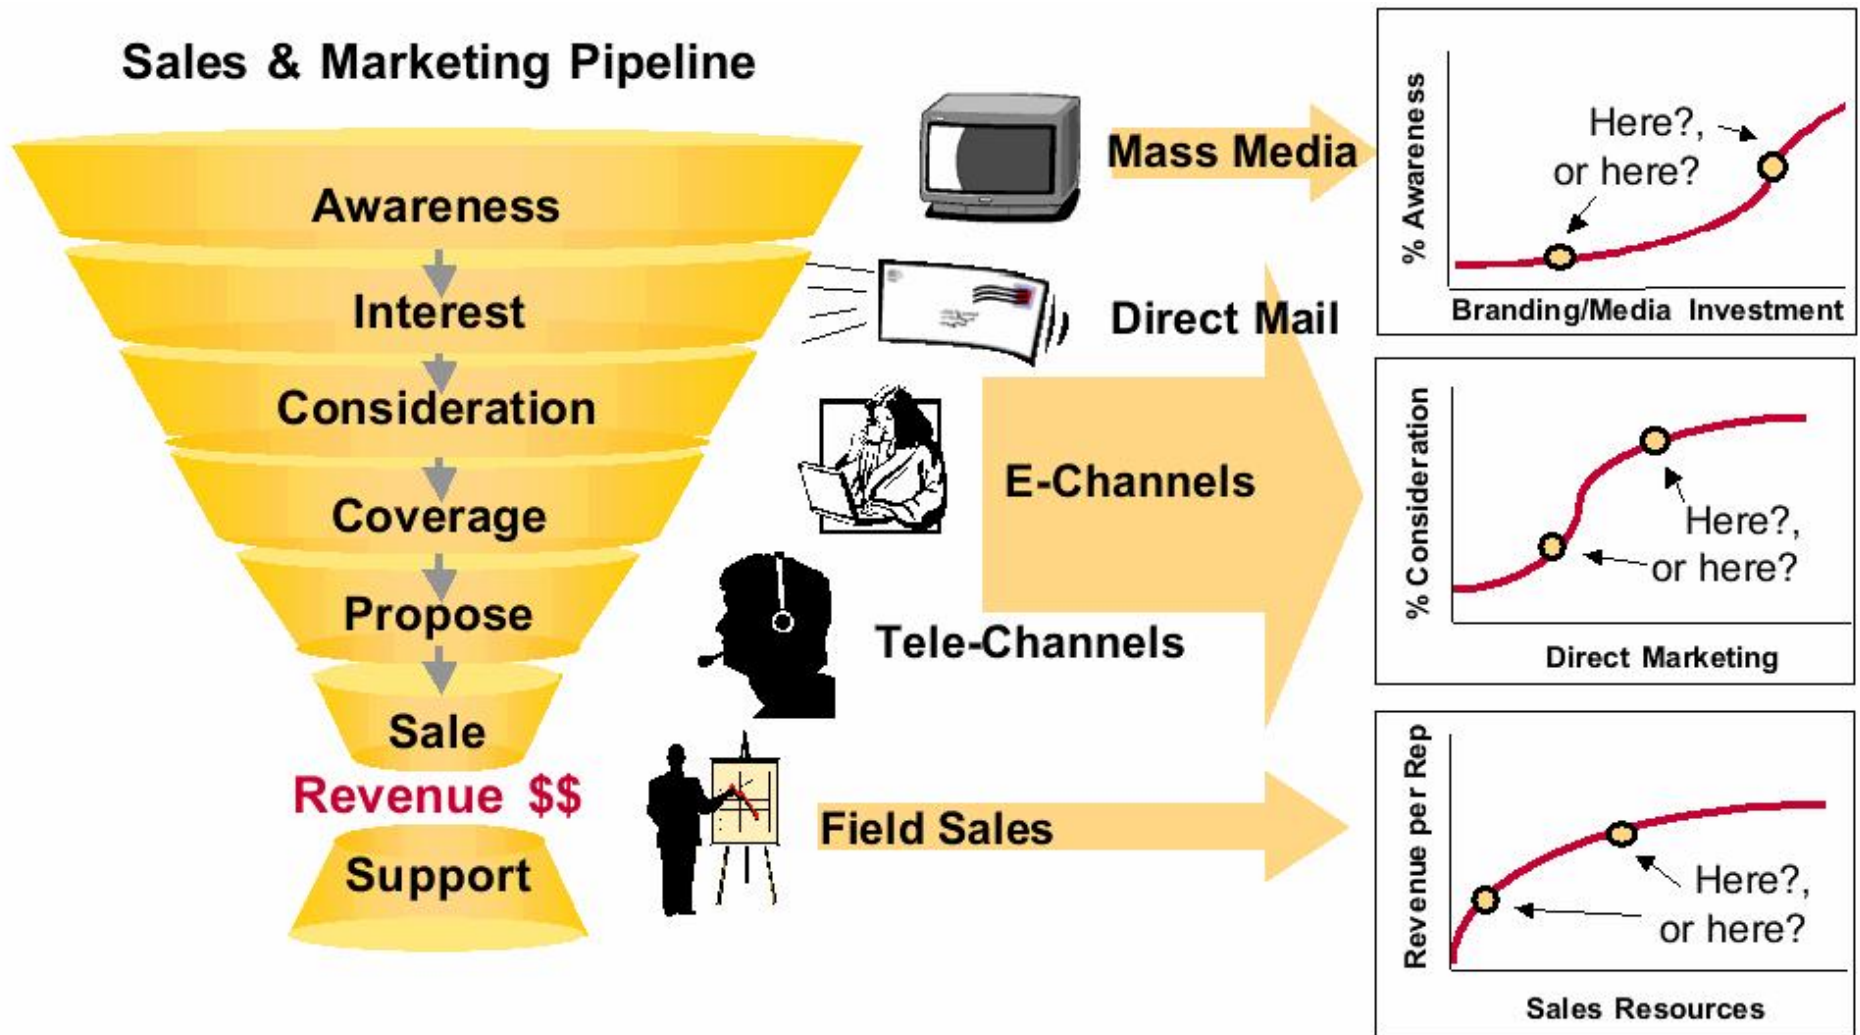 Sales & Marketing Pipeline
Awareness
Interest
Consideration
Coverage
Propose
Sale
Revenue $$
Support
Mass Media
Direct Mail
E-Channels
Tele-Channels
Field Sales
% Awareness
Here?,
or here?
Branding/Media Investment
% Consideration
Here?,
or here?
Direct Marketing
Revenue per Rep
Here?,
or here?
Sales Resources